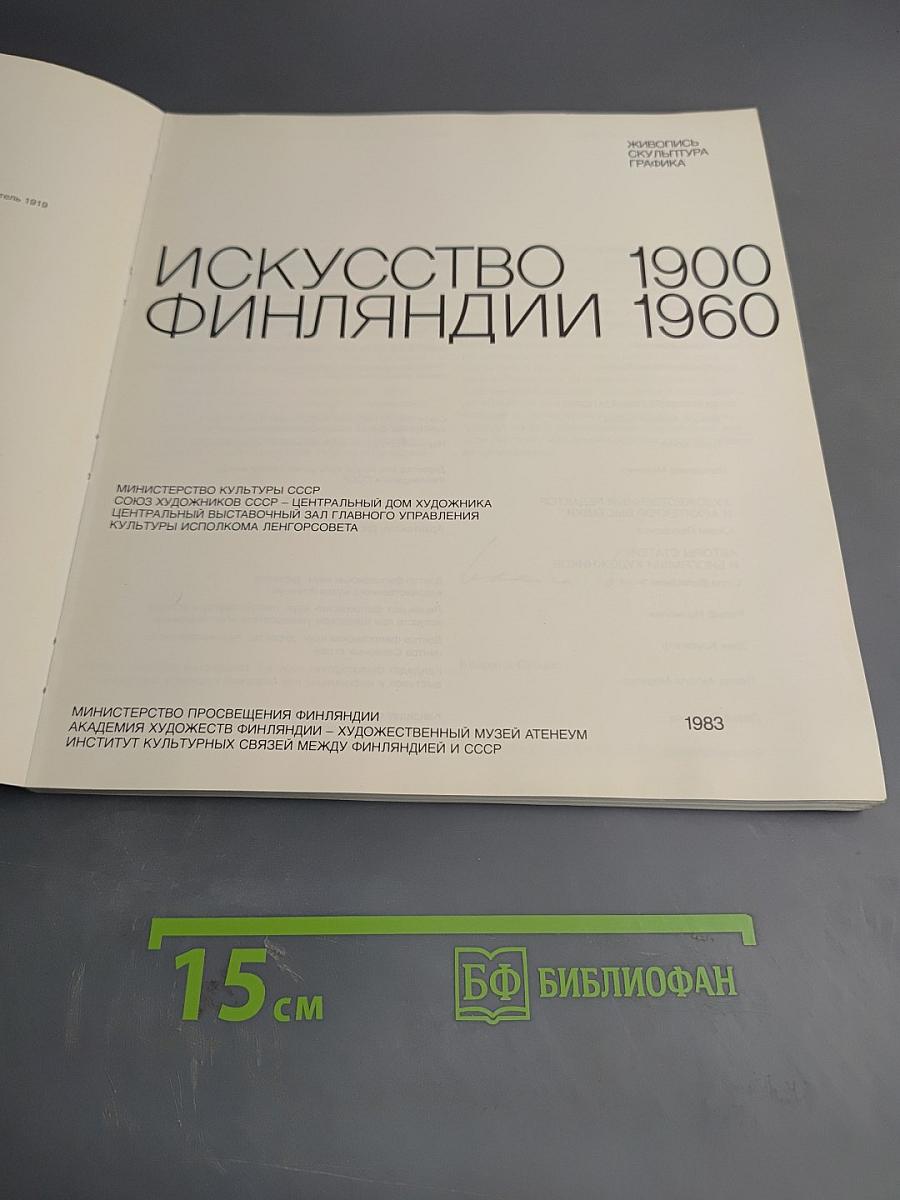 1919
ЖИВОПИСЬ
СКУЛЬПТУРА
ГРАФИКА
ИСКУССТВО 1900
ФИНЛЯНДИИ 1960
МИНИСТЕРСТВО КУЛЬТУРЫ СССР
СОЮЗ ХУДОЖНИКОВ СССР – ЦЕНТРАЛЬНЫЙ ДОМ ХУДОЖНИКА
ЦЕНТРАЛЬНЫЙ ВЫСТАВОЧНЫЙ ЗАЛ ГЛАВНОГО УПРАВЛЕНИЯ
КУЛЬТУРЫ ИСПОЛКОМА ЛЕНГОРСОВЕТА
МИНИСТЕРСТВО ПРОСВЕЩЕНИЯ ФИНЛЯНДИИ
АКАДЕМИЯ ХУДОЖЕСТВ ФИНЛЯНДИИ – ХУДОЖЕСТВЕННЫЙ МУЗЕЙ АТЕНЕУМ
ИНСТИТУТ КУЛЬТУРНЫХ СВЯЗЕЙ МЕЖДУ ФИНЛЯНДИЕЙ И СССР
1983
15 см
БФ БИБЛИОФАН